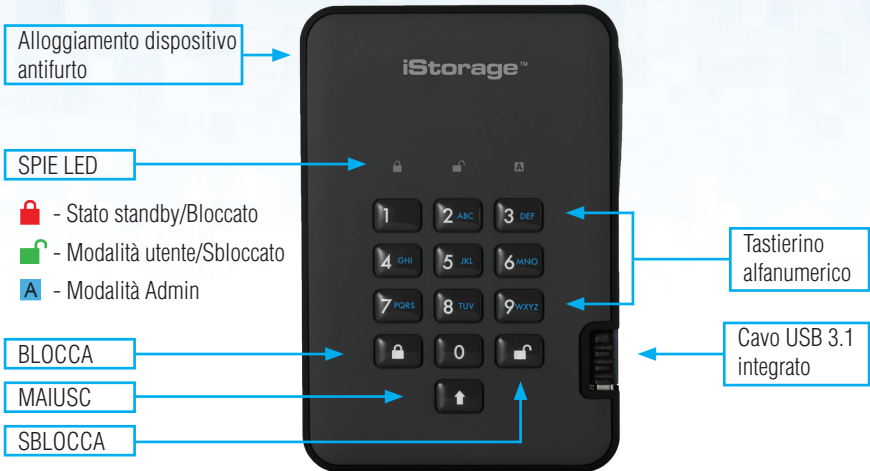 Alloggiamento dispositivo
antifurto
iStorage™
SPIE LED
A
- Stato standby/Bloccato
- Modalità utente/Sbloccato
A - Modalità Admin
1
2 ABC
3 DEF
4 GHI
5 JKL
6 MNO
7 PQRS
8 TUV
9 WXYZ
0
Tastierino
alfanumerico
BLOCCA
Cavo USB 3.1
integrato
MAIUSC
SBLOCCA